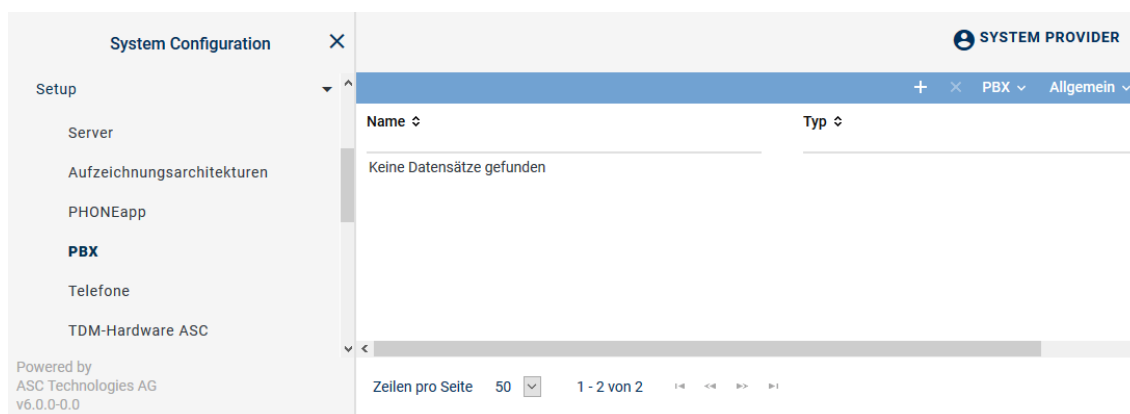 System Configuration
SYSTEM PROVIDER
Setup
PBX
Allgemein
Name
Typ
Server
Keine Datensätze gefunden
Aufzeichnungsarchitekturen
PHONEapp
PBX
Telefone
TDM-Hardware ASC
Powered by
ASC Technologies AG
v6.0.0-0.0
Zeilen pro Seite 50 1 - 2 von 2